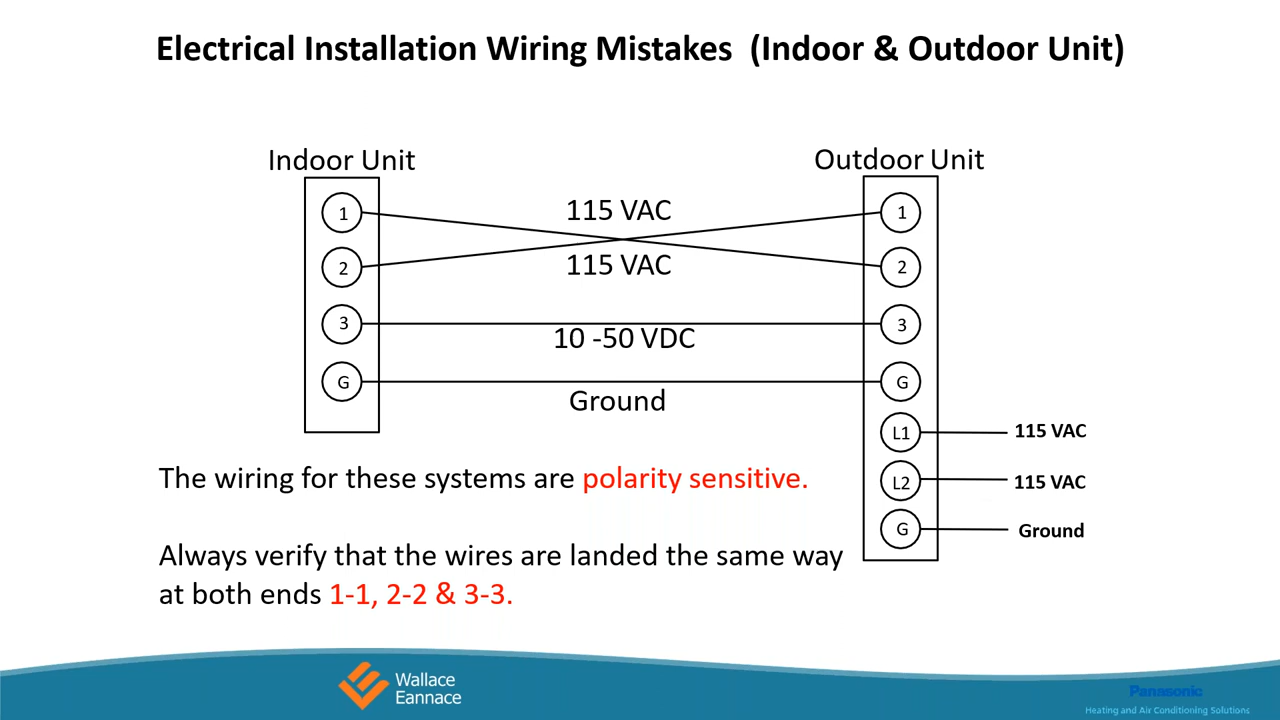 Electrical Installation Wiring Mistakes (Indoor & Outdoor Unit)
Indoor Unit
Outdoor Unit
1 115 VAC 1
2 115 VAC 2
3 10 -50 VDC 3
G Ground G
L1 115 VAC
L2 115 VAC
G Ground
The wiring for these systems are polarity sensitive.
Always verify that the wires are landed the same way
at both ends 1-1, 2-2 & 3-3.
Wallace
Eannace
Panasonic
Heating and Air Conditioning Solutions